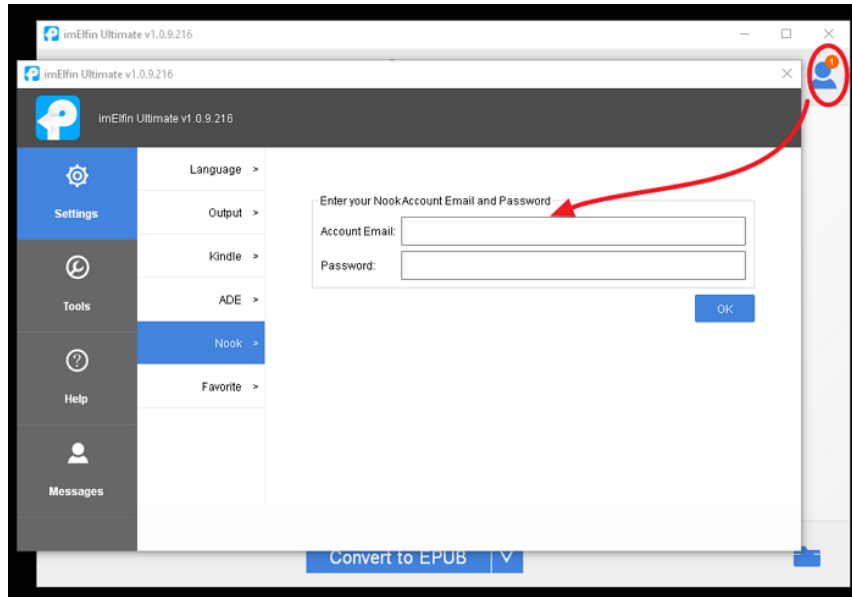 imElfin Ultimate v1.0.9.216
1
imElfin Ultimate v1.0.9.216
imElfin Ultimate v1.0.9.216
Settings
Tools
Help
Messages
Language >
Output >
Kindle >
ADE >
Nook >
Favorite >
Enter your Nook Account Email and Password
Account Email:
Password:
OK
Convert to EPUB